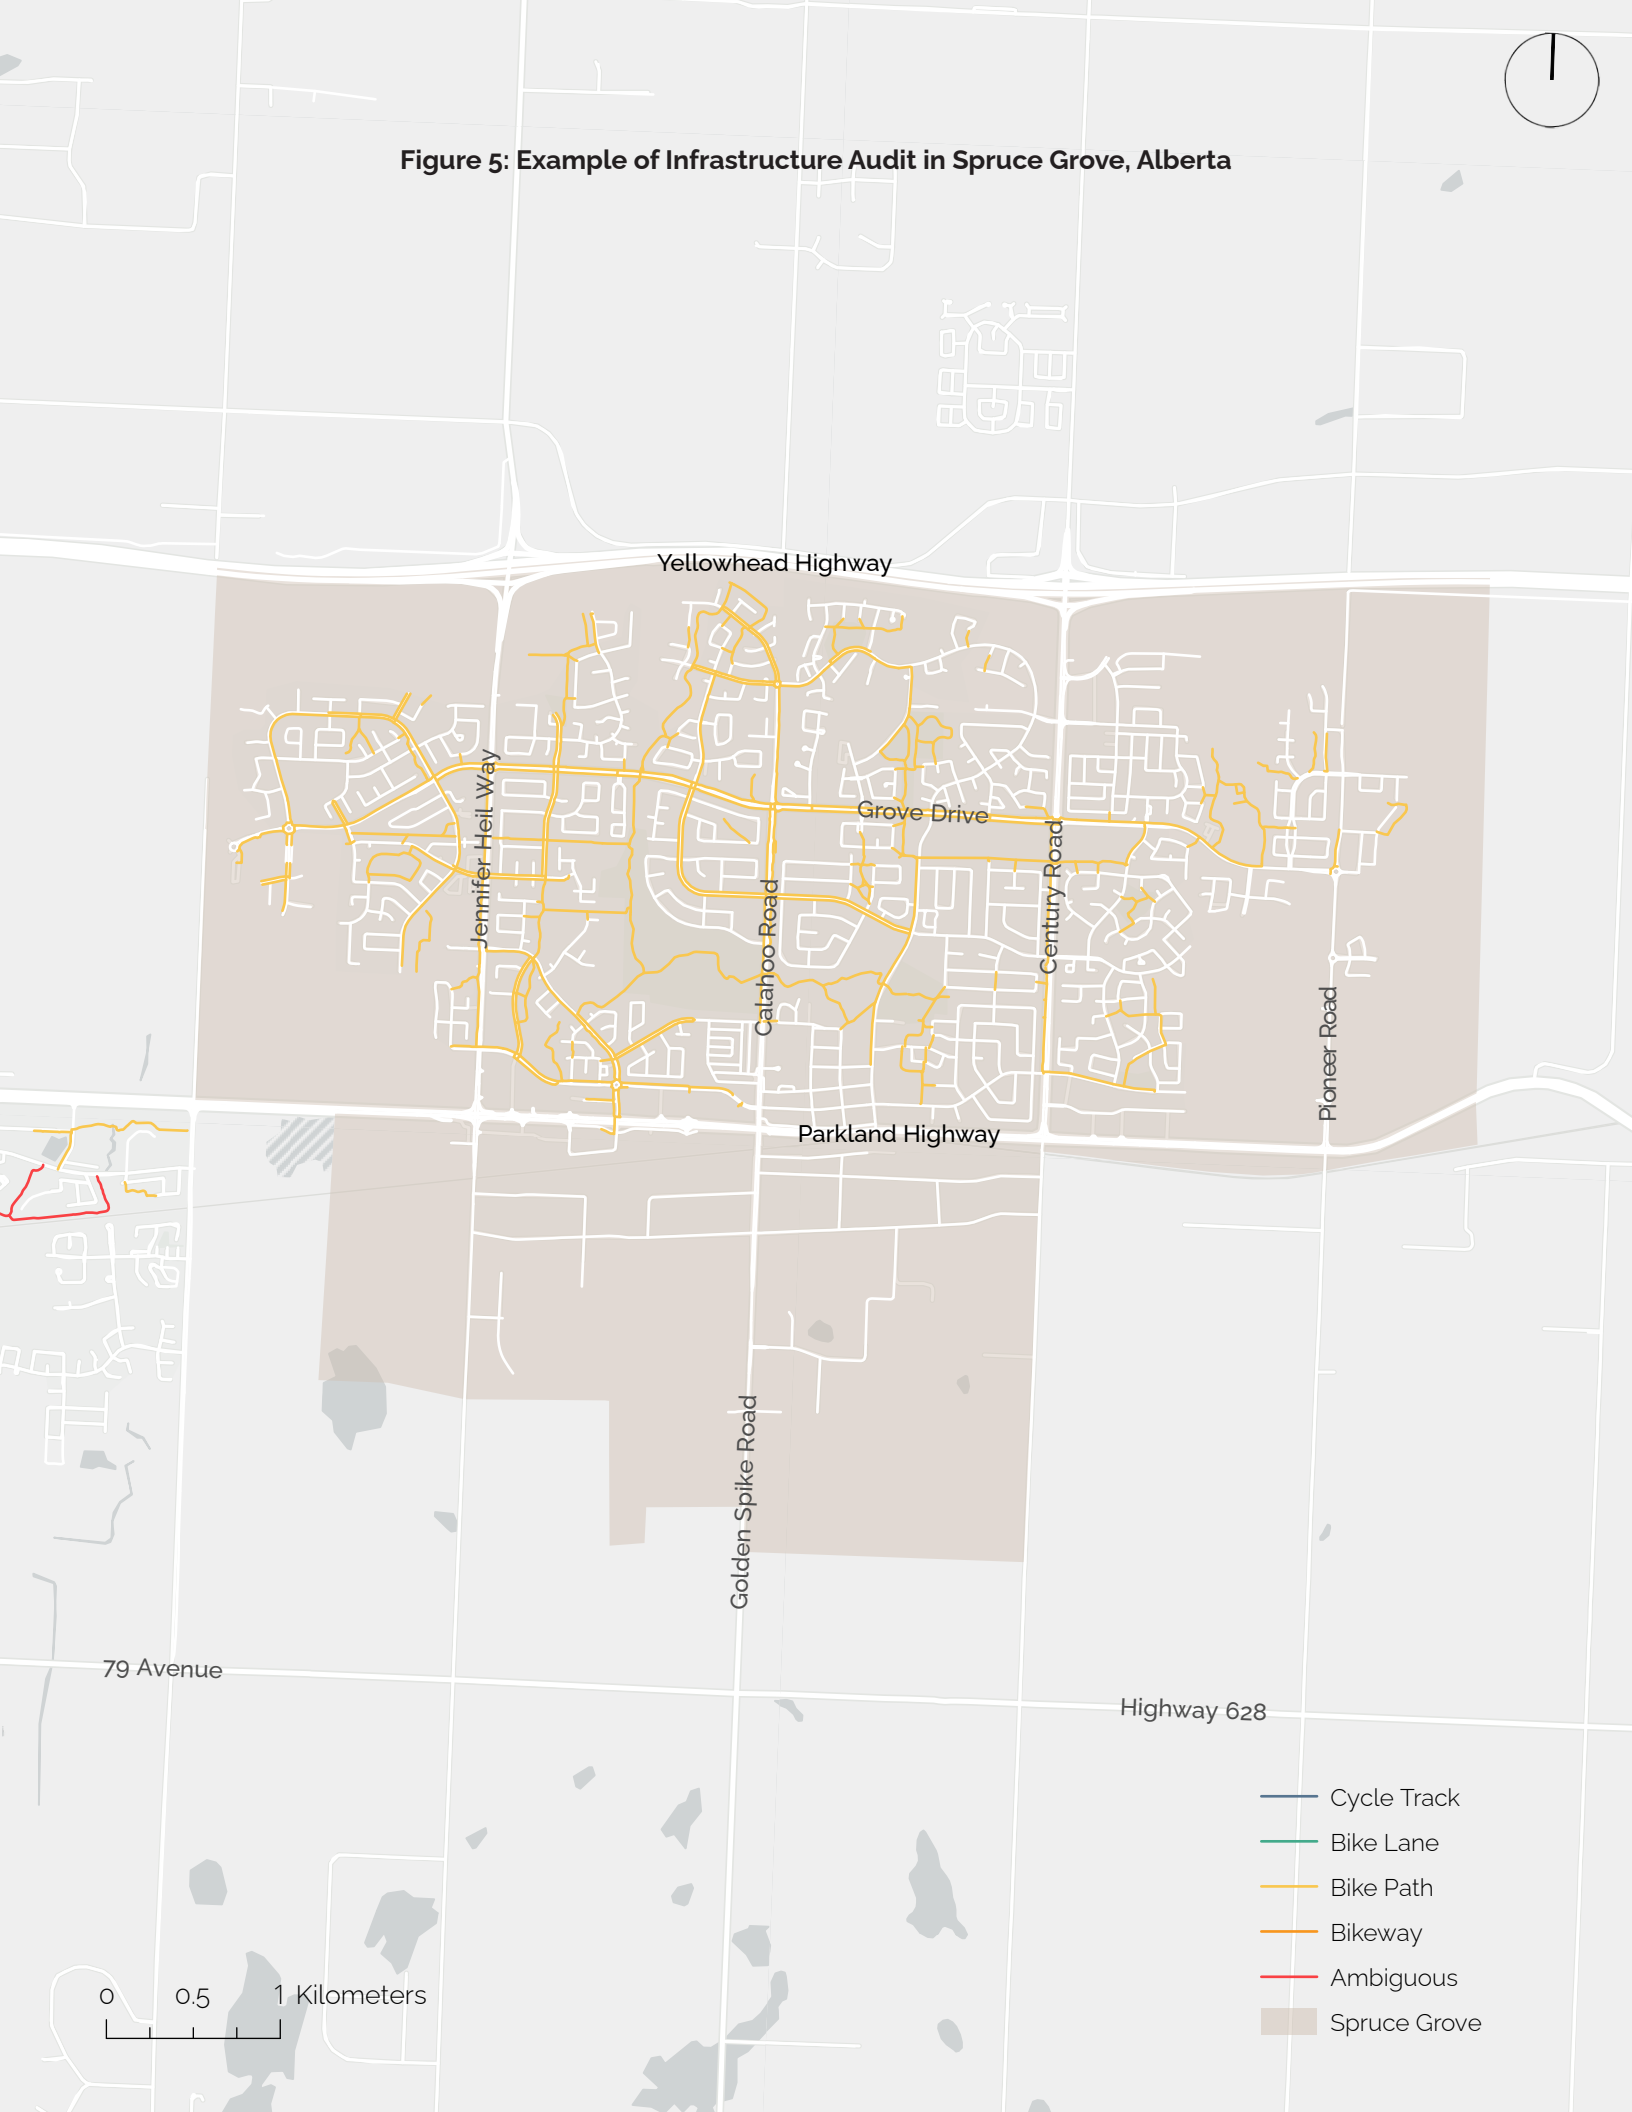 Figure 5: Example of Infrastructure Audit in Spruce Grove, Alberta
Yellowhead Highway
Grove Drive
Jennifer Heil Way
Century Road
Calahoo Road
Pioneer Road
Parkland Highway
Golden Spike Road
79 Avenue
Highway 628
Cycle Track
Bike Lane
Bike Path
Bikeway
Ambiguous
Spruce Grove
0 0.5 1 Kilometers